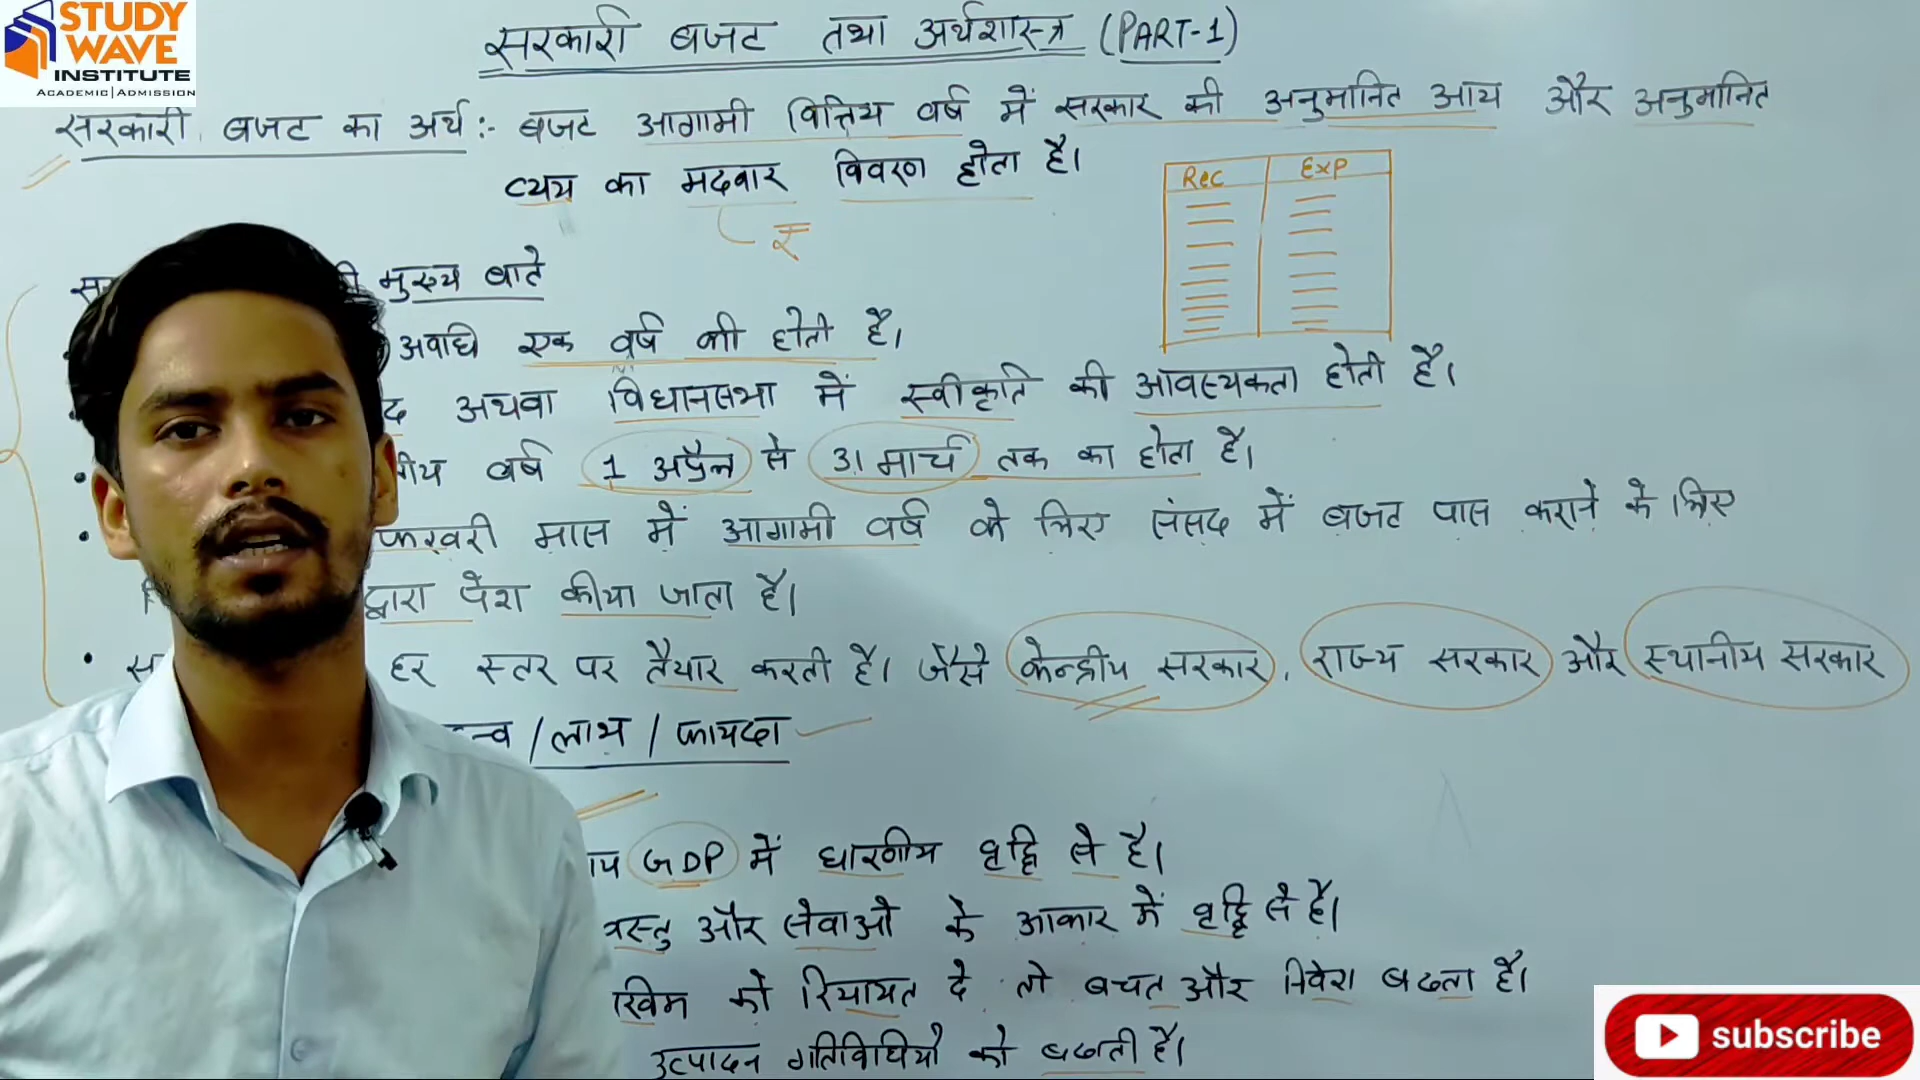 STUDY
WAVE
INSTITUTE
ACADEMIC|ADMISSION
सरकारी बजट तथा अर्थशास्त्र (PART-1)
सरकारी बजट का अर्थ :- बजट आगामी वित्तिय वर्ष में सरकार की अनुमानित आय और अनुमानित
व्यय का मदवार विवरण होता है।
₹
Rec Exp
मुख्य बाते
अवधि एक वर्ष की होती है।
अथवा विधानसभा में स्वीकृति की आवश्यकता होती है।
वर्ष 1 अप्रैल से 31 मार्च तक का होता है।
फरवरी मास में आगामी वर्ष के लिए संसद में बजट पास कराने के लिए
द्वारा पेश कीया जाता है।
हर स्तर पर तैयार करती है। जैसे केन्द्रीय सरकार, राज्य सरकार और स्थानीय सरकार
/ लाभ / फायदा
GDP में धारणीय वृद्धि से है।
वस्तु और सेवाओ के आकार में वृद्धि से है।
को रियायत दे तो बचत और निवेश बढता है।
उत्पादन गतिविधियो को बढाती है।
subscribe